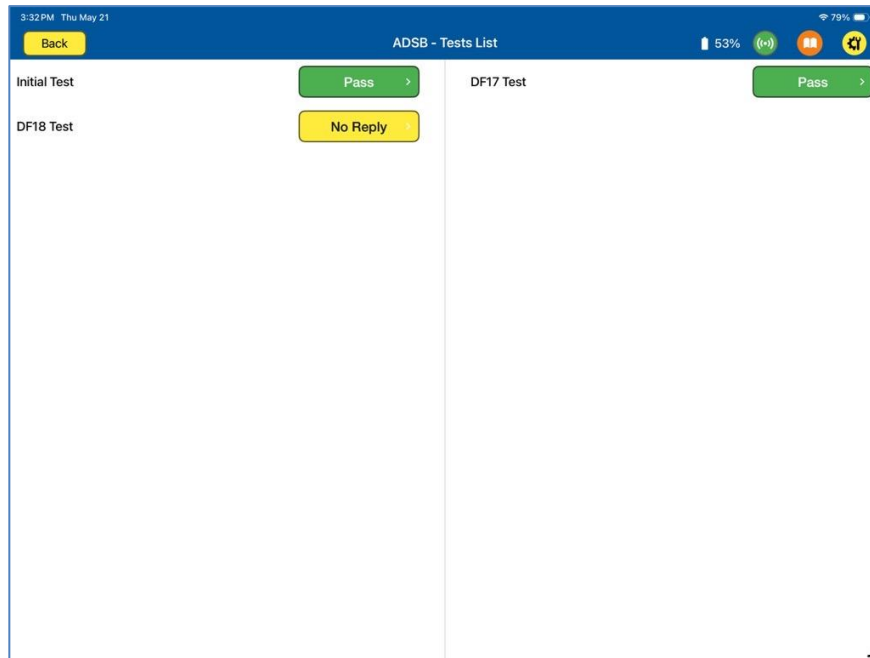 3:32 PM Thu May 21 79%
Back ADSB - Tests List 53%
Initial Test Pass DF17 Test Pass
DF18 Test No Reply